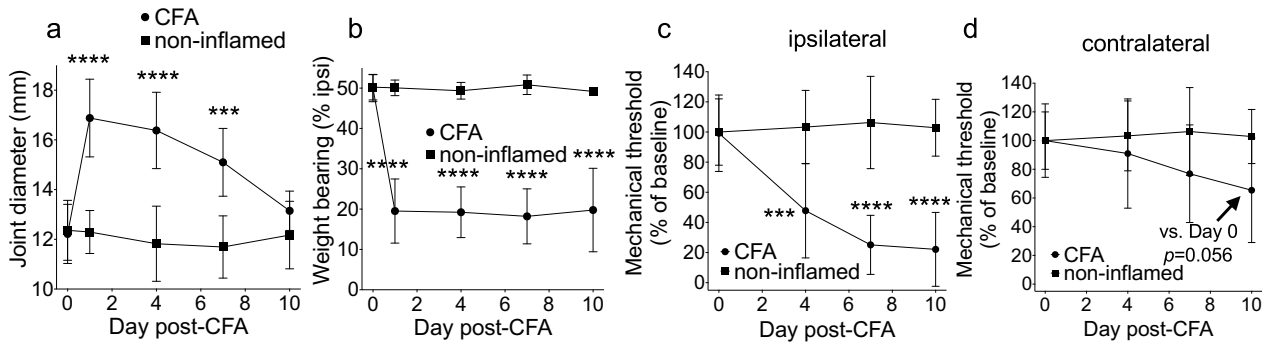 a
CFA
non-inflamed
****
****
***
Joint diameter (mm)
18
16
14
12
10
0 2 4 6 8 10
Day post-CFA
b
Weight bearing (% ipsi)
50
40
30
20
10
0
CFA
non-inflamed
****
****
****
****
0 2 4 6 8 10
Day post-CFA
c
ipsilateral
Mechanical threshold
(% of baseline)
140
120
100
80
60
40
20
0
***
****
****
CFA
non-inflamed
0 2 4 6 8 10
Day post-CFA
d
contralateral
Mechanical threshold
(% of baseline)
140
120
100
80
60
40
20
0
vs. Day 0
p=0.056
CFA
non-inflamed
0 2 4 6 8 10
Day post-CFA